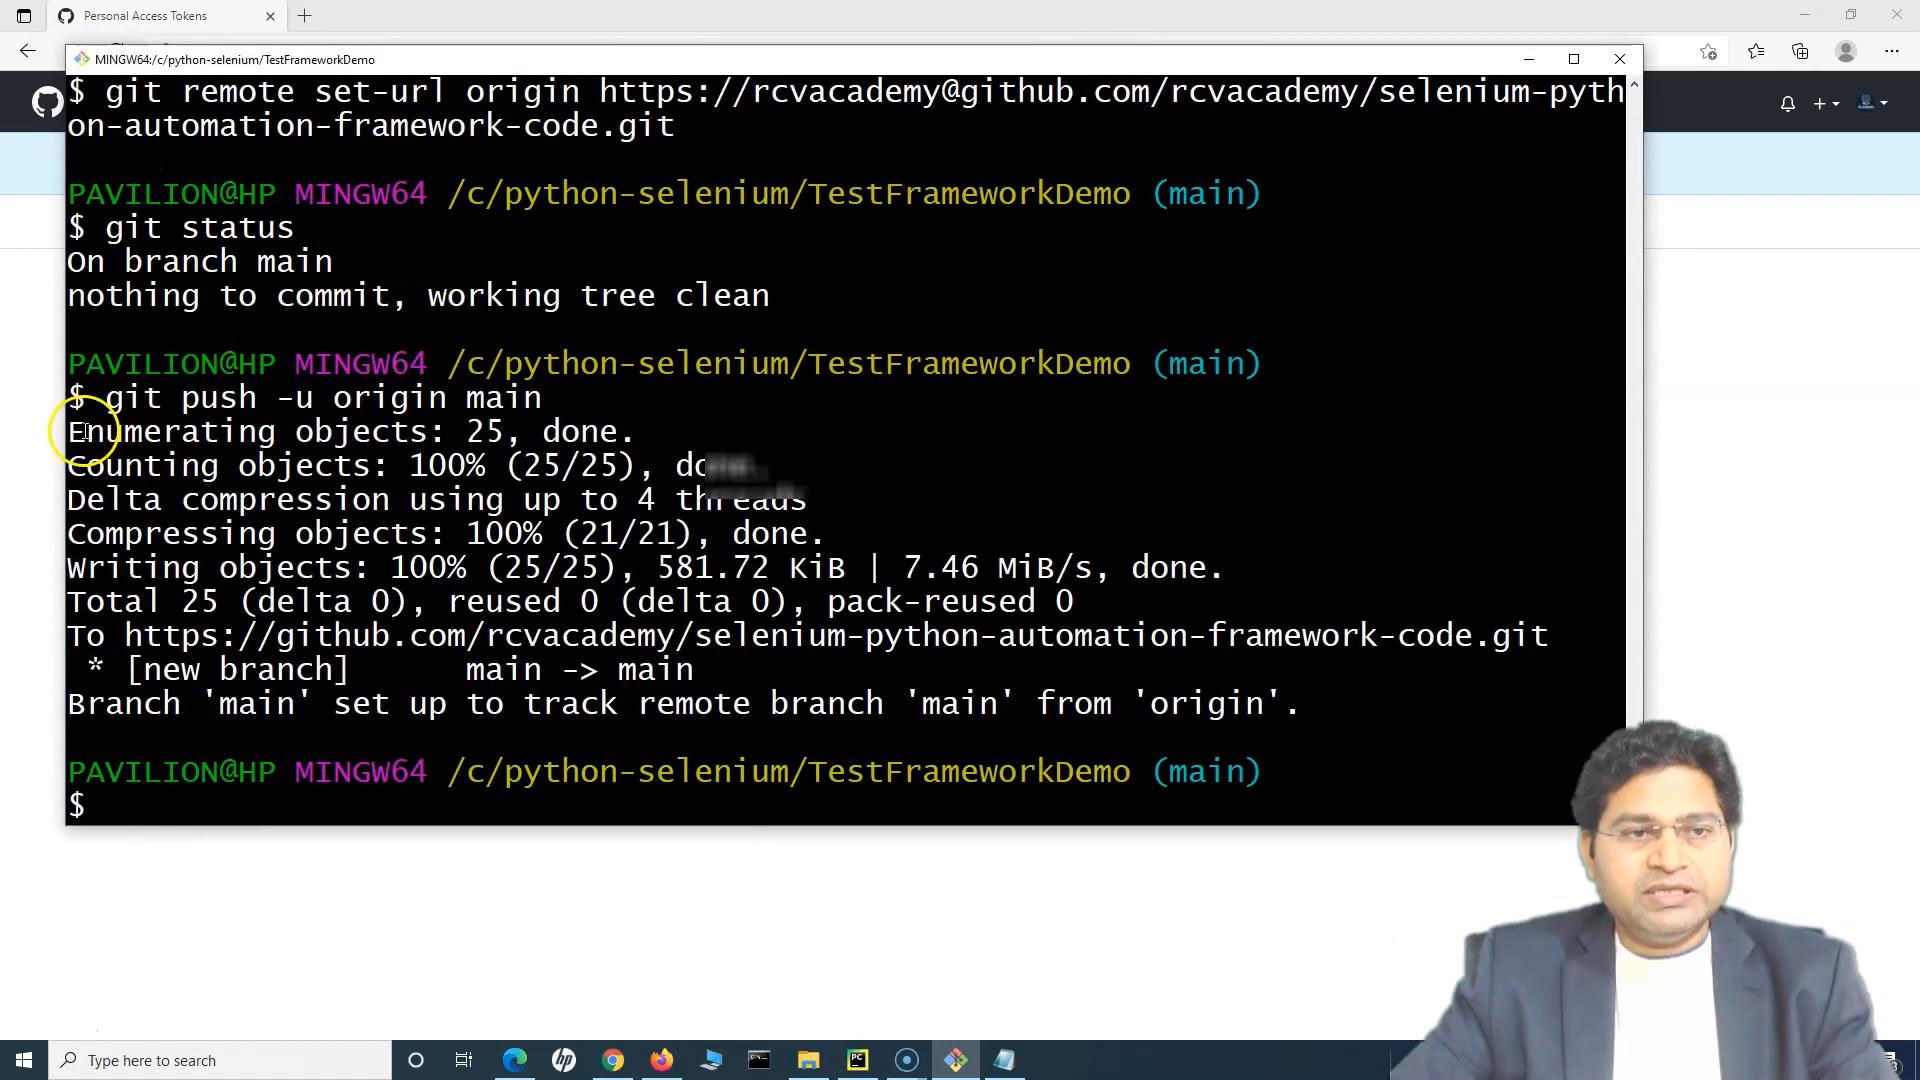 Personal Access Tokens
MINGW64:/c/python-selenium/TestFrameworkDemo
$ git remote set-url origin https://rcvacademy@github.com/rcvacademy/selenium-pyth
on-automation-framework-code.git
PAVILION@HP MINGW64 /c/python-selenium/TestFrameworkDemo (main)
$ git status
On branch main
nothing to commit, working tree clean
PAVILION@HP MINGW64 /c/python-selenium/TestFrameworkDemo (main)
$ git push -u origin main
Enumerating objects: 25, done.
Counting objects: 100% (25/25), done.
Delta compression using up to 4 threads
Compressing objects: 100% (21/21), done.
Writing objects: 100% (25/25), 581.72 KiB | 7.46 MiB/s, done.
Total 25 (delta 0), reused 0 (delta 0), pack-reused 0
To https://github.com/rcvacademy/selenium-python-automation-framework-code.git
* [new branch] main -> main
Branch 'main' set up to track remote branch 'main' from 'origin'.
PAVILION@HP MINGW64 /c/python-selenium/TestFrameworkDemo (main)
$
Type here to search